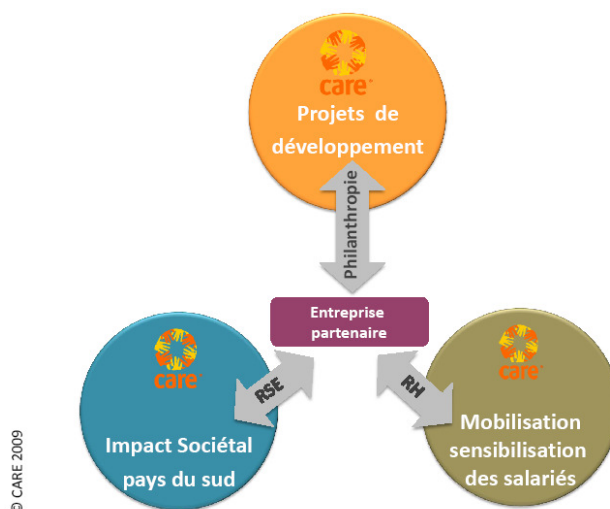 care
Projets de
développement
Philanthropie
Entreprise
partenaire
care
RSE
Impact Sociétal
pays du sud
RH
care
Mobilisation
sensibilisation
des salariés
© CARE 2009